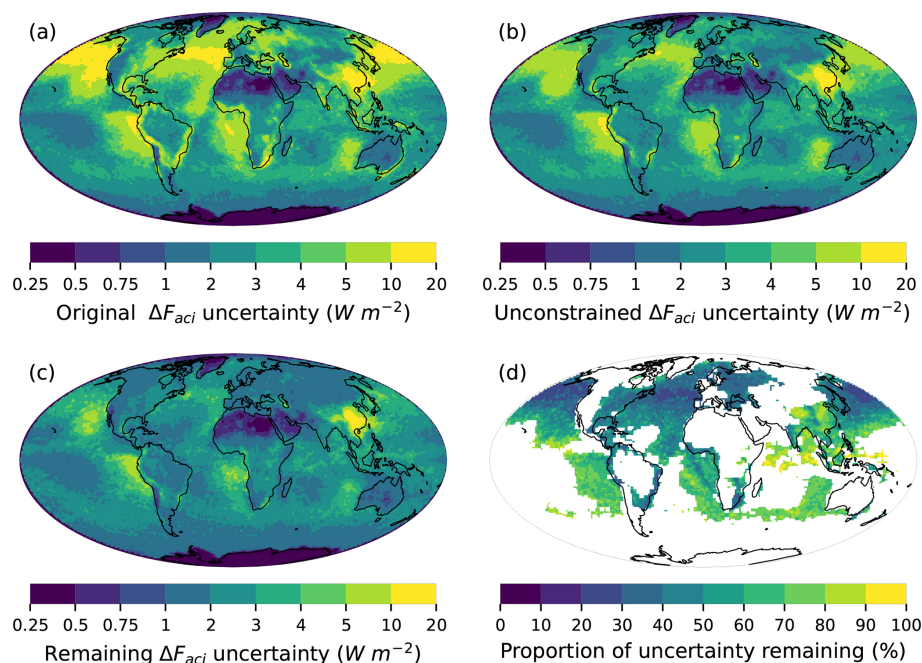 (a)
(b)
0.25 0.5 0.75 1 2 3 4 5 10 20
Original ΔFaci uncertainty (W m−2)
0.25 0.5 0.75 1 2 3 4 5 10 20
Unconstrained ΔFaci uncertainty (W m−2)
(c)
(d)
0.25 0.5 0.75 1 2 3 4 5 10 20
Remaining ΔFaci uncertainty (W m−2)
0 10 20 30 40 50 60 70 80 90 100
Proportion of uncertainty remaining (%)